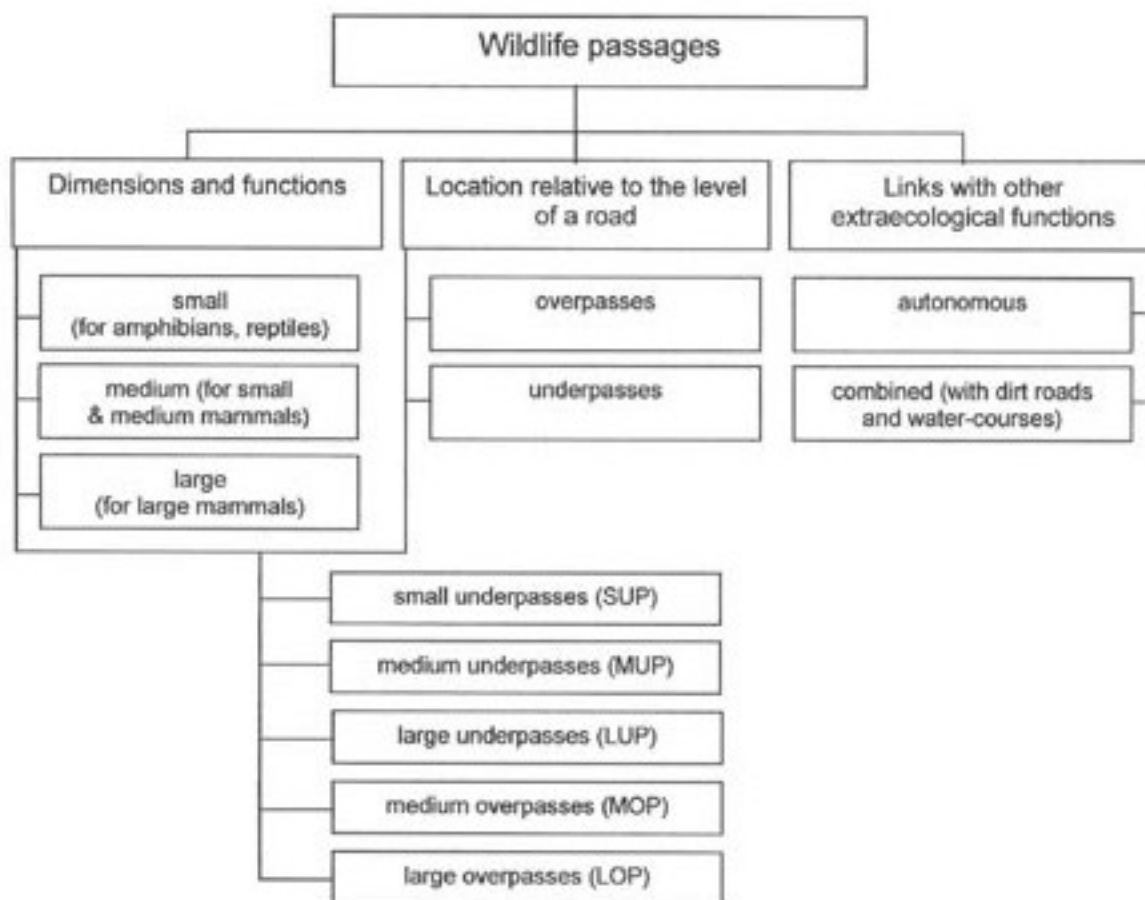 Wildlife passages
Dimensions and functions
Location relative to the level
of a road
Links with other
extraecological functions
small
(for amphibians, reptiles)
medium (for small
& medium mammals)
large
(for large mammals)
overpasses
underpasses
autonomous
combined (with dirt roads
and water-courses)
small underpasses (SUP)
medium underpasses (MUP)
large underpasses (LUP)
medium overpasses (MOP)
large overpasses (LOP)